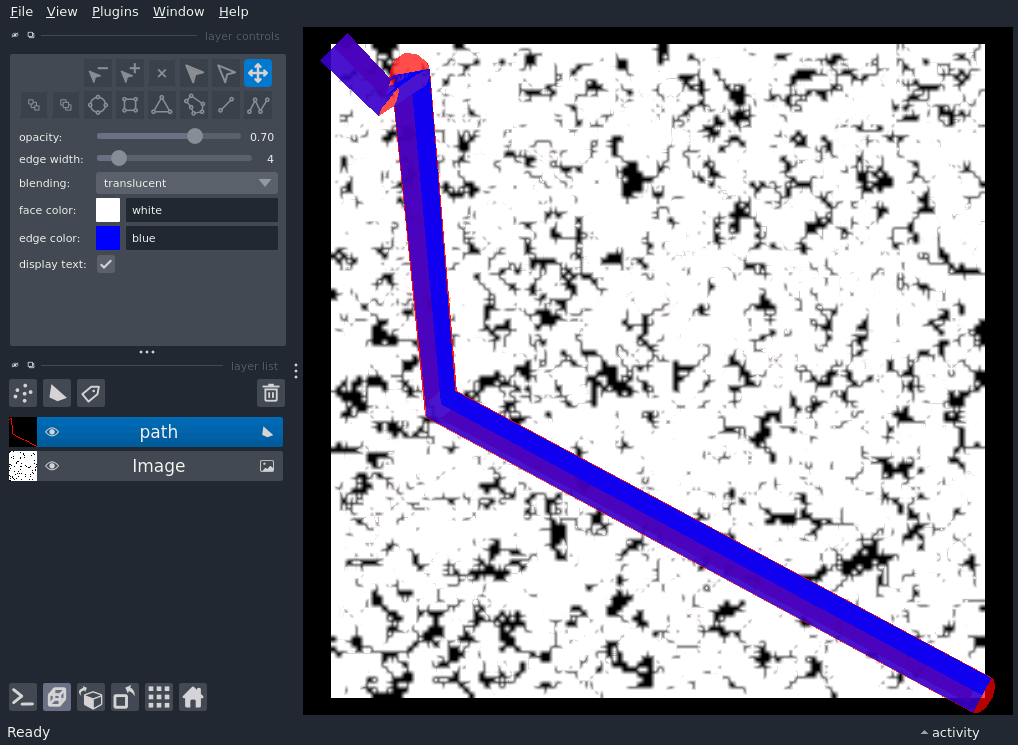 File View Plugins Window Help
layer controls
opacity: 0.70
edge width: 4
blending: translucent
face color: white
edge color: blue
display text:
layer list
path
Image
Ready
activity